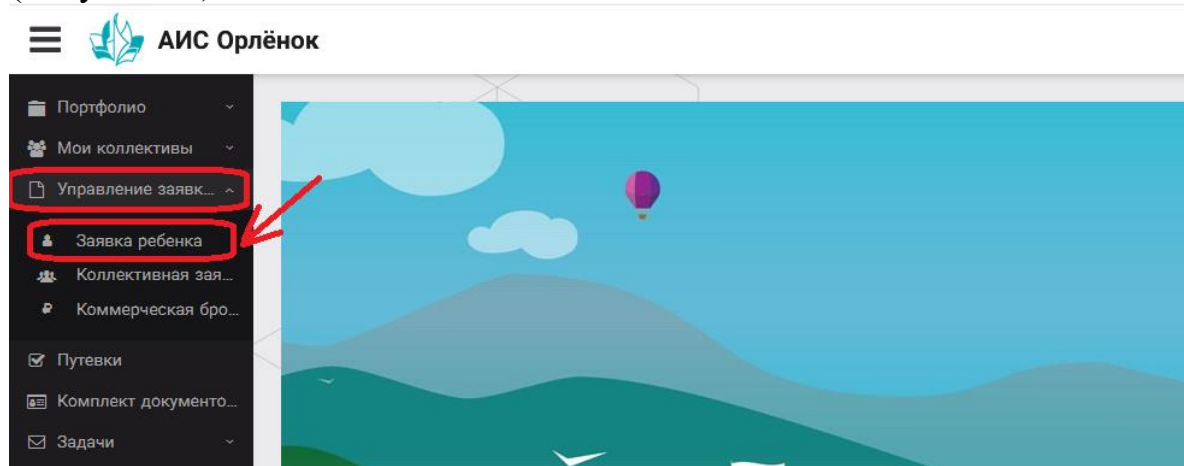 АИС Орлёнок
Портфолио
Мои коллективы
Управление заявк...
Заявка ребенка
Коллективная зая...
Коммерческая бро...
Путевки
Комплект документо...
Задачи